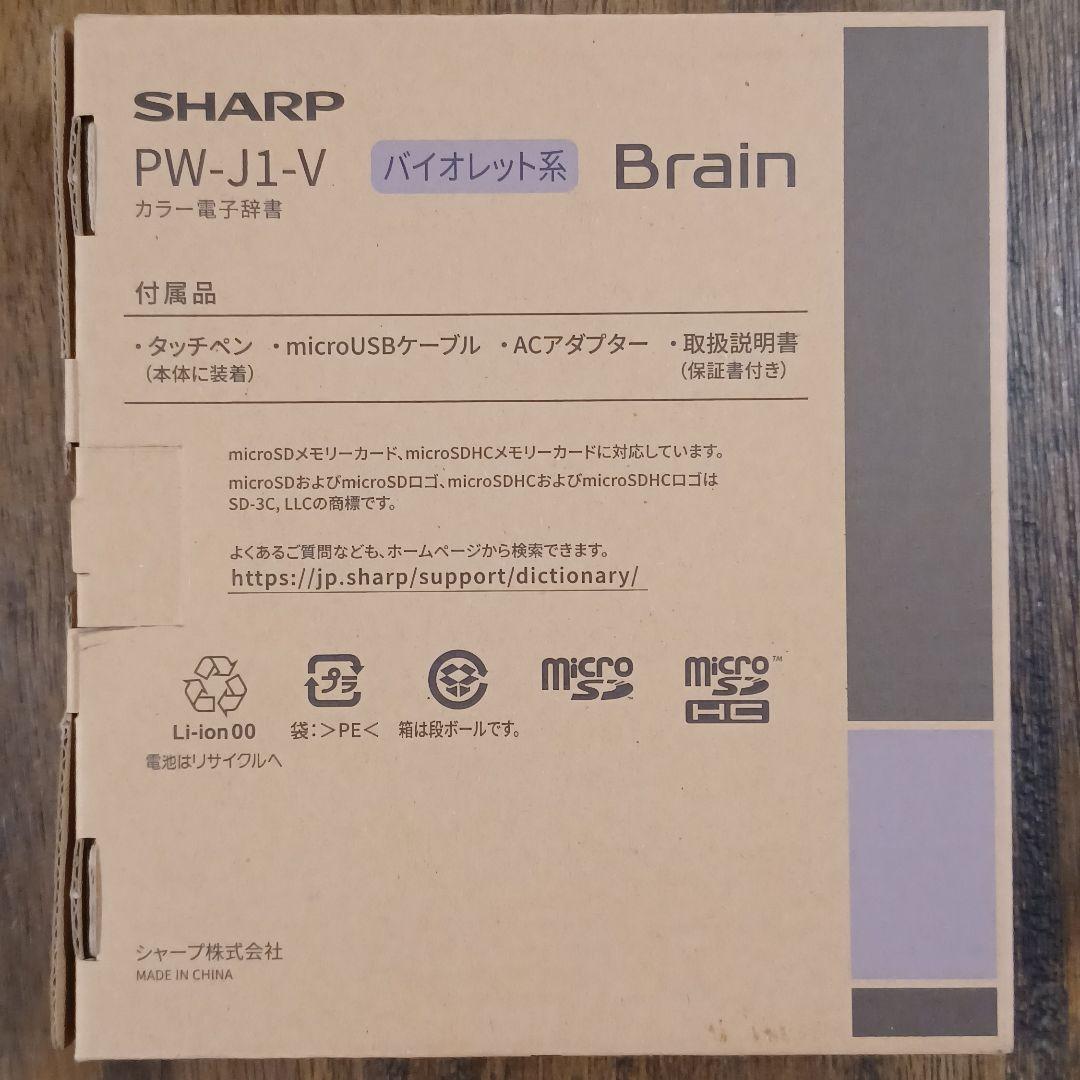 SHARP
PW-J1-V バイオレット系 Brain
カラー電子辞書
付属品
・タッチペン ・microUSBケーブル ・ACアダプター ・取扱説明書
（本体に装着） （保証書付き）
microSDメモリーカード、microSDHCメモリーカードに対応しています。
microSDおよびmicroSDロゴ、microSDHCおよびmicroSDHCロゴは
SD-3C, LLCの商標です。
よくあるご質問なども、ホームページから検索できます。
https://jp.sharp/support/dictionary/
プラ micro SD™ micro SD™ HC
Li-ion 00 袋：＞PE＜ 箱は段ボールです。
電池はリサイクルへ
シャープ株式会社
MADE IN CHINA